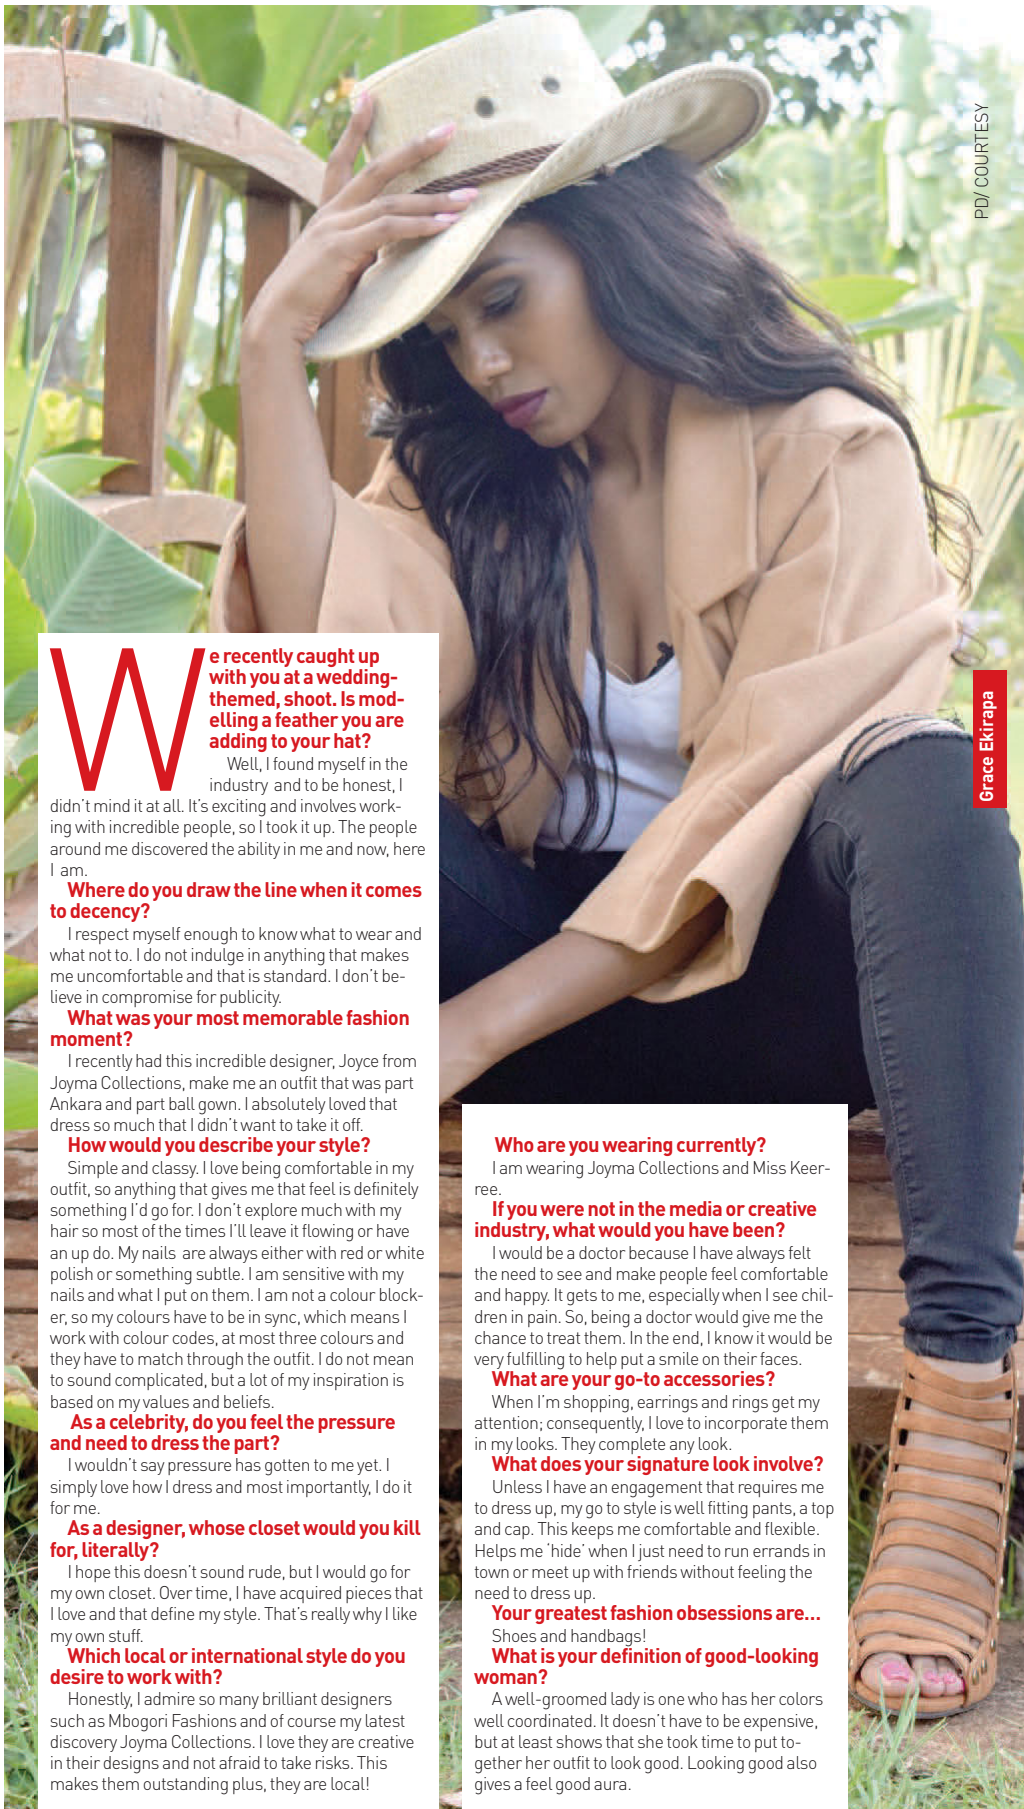 PD/ COURTESY
Grace Ekirapa
We recently caught up
with you at a wedding-
themed, shoot. Is mod-
elling a feather you are
adding to your hat?
Well, I found myself in the
industry and to be honest, I
didn't mind it at all. It's exciting and involves work-
ing with incredible people, so I took it up. The people
around me discovered the ability in me and now, here
I am.
Where do you draw the line when it comes
to decency?
I respect myself enough to know what to wear and
what not to. I do not indulge in anything that makes
me uncomfortable and that is standard. I don't be-
lieve in compromise for publicity.
What was your most memorable fashion
moment?
I recently had this incredible designer, Joyce from
Joyma Collections, make me an outfit that was part
Ankara and part ball gown. I absolutely loved that
dress so much that I didn't want to take it off.
How would you describe your style?
Simple and classy. I love being comfortable in my
outfit, so anything that gives me that feel is definitely
something I'd go for. I don't explore much with my
hair so most of the times I'll leave it flowing or have
an up do. My nails are always either with red or white
polish or something subtle. I am sensitive with my
nails and what I put on them. I am not a colour block-
er, so my colours have to be in sync, which means I
work with colour codes, at most three colours and
they have to match through the outfit. I do not mean
to sound complicated, but a lot of my inspiration is
based on my values and beliefs.
As a celebrity, do you feel the pressure
and need to dress the part?
I wouldn't say pressure has gotten to me yet. I
simply love how I dress and most importantly, I do it
for me.
As a designer, whose closet would you kill
for, literally?
I hope this doesn't sound rude, but I would go for
my own closet. Over time, I have acquired pieces that
I love and that define my style. That's really why I like
my own stuff.
Which local or international style do you
desire to work with?
Honestly, I admire so many brilliant designers
such as Mbogori Fashions and of course my latest
discovery Joyma Collections. I love they are creative
in their designs and not afraid to take risks. This
makes them outstanding plus, they are local!
Who are you wearing currently?
I am wearing Joyma Collections and Miss Keer-
ree.
If you were not in the media or creative
industry, what would you have been?
I would be a doctor because I have always felt
the need to see and make people feel comfortable
and happy. It gets to me, especially when I see chil-
dren in pain. So, being a doctor would give me the
chance to treat them. In the end, I know it would be
very fulfilling to help put a smile on their faces.
What are your go-to accessories?
When I'm shopping, earrings and rings get my
attention; consequently, I love to incorporate them
in my looks. They complete any look.
What does your signature look involve?
Unless I have an engagement that requires me
to dress up, my go to style is well fitting pants, a top
and cap. This keeps me comfortable and flexible.
Helps me 'hide' when I just need to run errands in
town or meet up with friends without feeling the
need to dress up.
Your greatest fashion obsessions are...
Shoes and handbags!
What is your definition of good-looking
woman?
A well-groomed lady is one who has her colors
well coordinated. It doesn't have to be expensive,
but at least shows that she took time to put to-
gether her outfit to look good. Looking good also
gives a feel good aura.